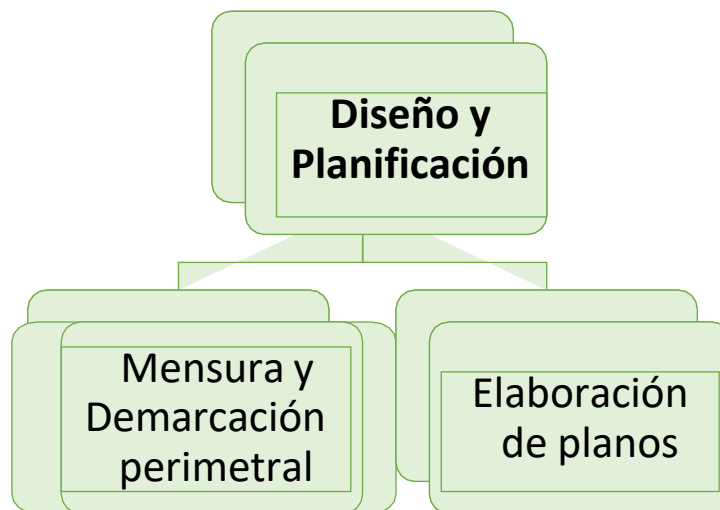 Diseño y
Planificación
Mensura y
Demarcación
perimetral
Elaboración
de planos